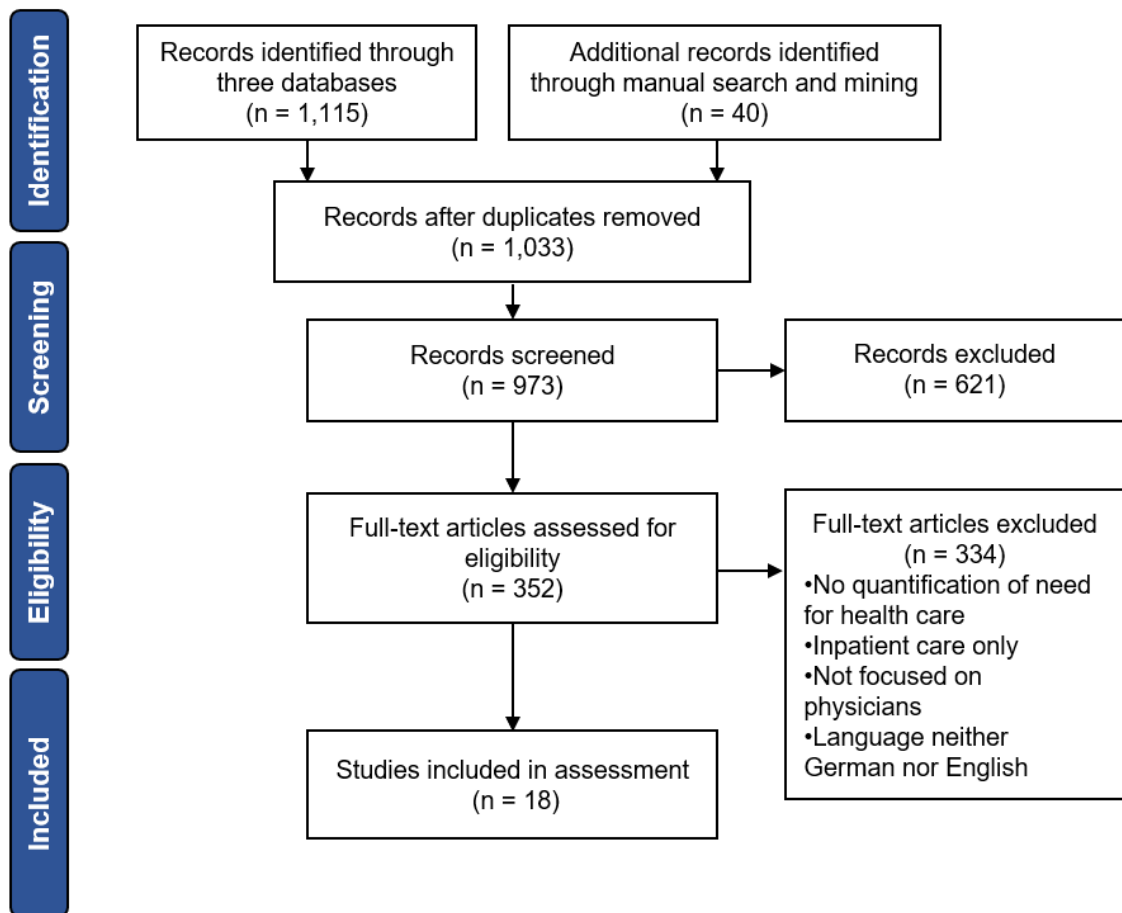 Identification
Records identified through
three databases
(n = 1,115)
Additional records identified
through manual search and mining
(n = 40)
Records after duplicates removed
(n = 1,033)
Screening
Records screened
(n = 973)
Records excluded
(n = 621)
Eligibility
Full-text articles assessed for
eligibility
(n = 352)
Full-text articles excluded
(n = 334)
•No quantification of need
for health care
•Inpatient care only
•Not focused on
physicians
•Language neither
German nor English
Included
Studies included in assessment
(n = 18)